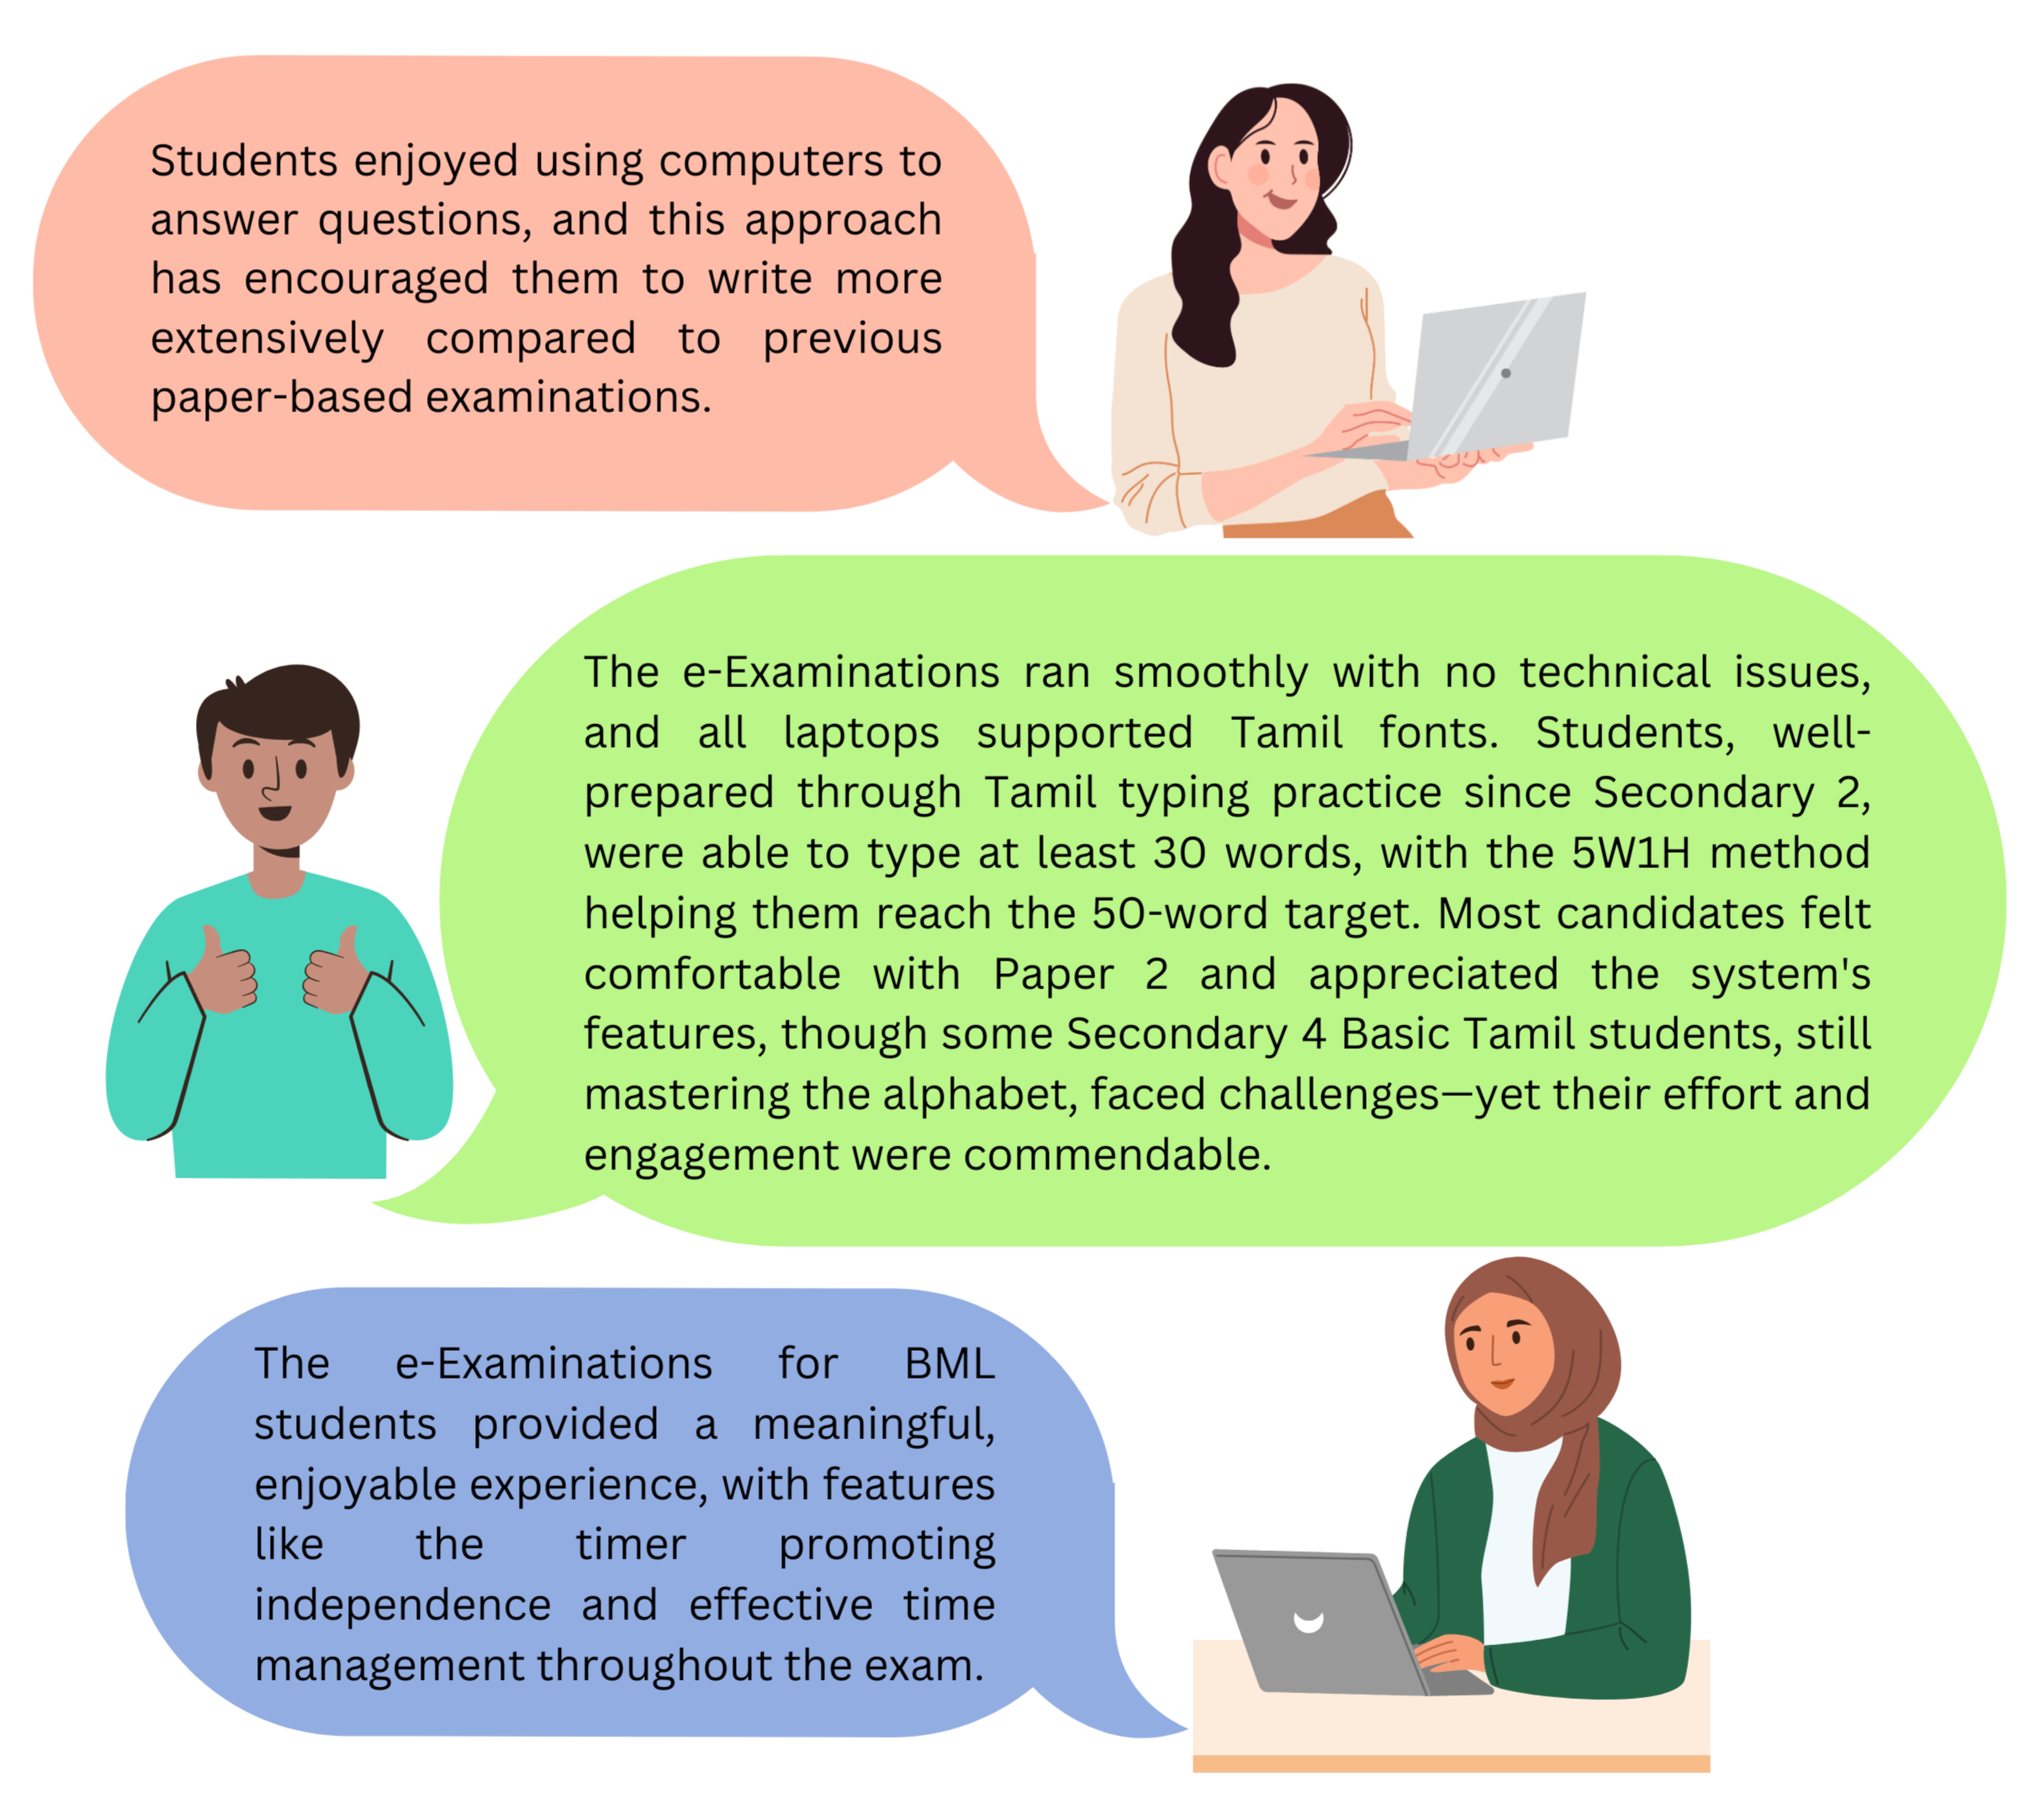 Students enjoyed using computers to
answer questions, and this approach
has encouraged them to write more
extensively compared to previous
paper-based examinations.
The e-Examinations ran smoothly with no technical issues,
and all laptops supported Tamil fonts. Students, well-
prepared through Tamil typing practice since Secondary 2,
were able to type at least 30 words, with the 5W1H method
helping them reach the 50-word target. Most candidates felt
comfortable with Paper 2 and appreciated the system's
features, though some Secondary 4 Basic Tamil students, still
mastering the alphabet, faced challenges—yet their effort and
engagement were commendable.
The e-Examinations for BML
students provided a meaningful,
enjoyable experience, with features
like the timer promoting
independence and effective time
management throughout the exam.